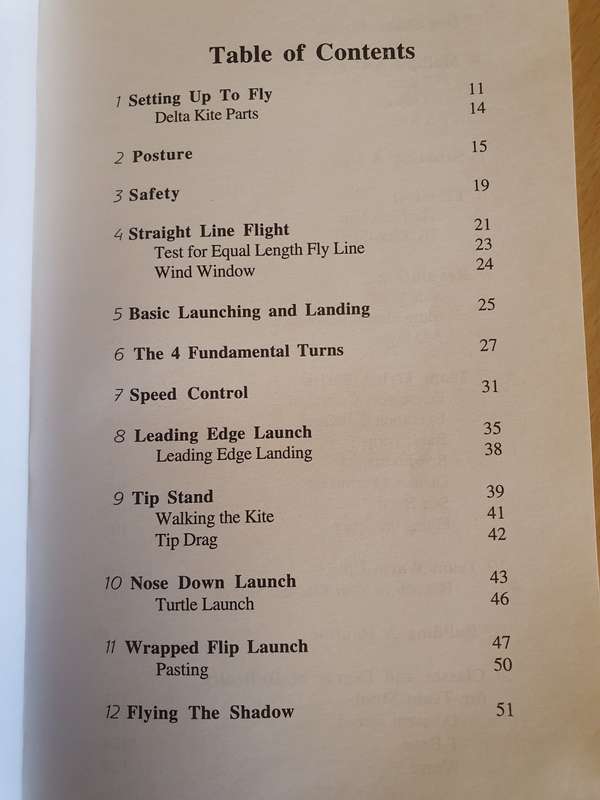 Table of Contents
1 Setting Up To Fly 11
Delta Kite Parts 14
2 Posture 15
3 Safety 19
4 Straight Line Flight 21
Test for Equal Length Fly Line 23
Wind Window 24
5 Basic Launching and Landing 25
6 The 4 Fundamental Turns 27
7 Speed Control 31
8 Leading Edge Launch 35
Leading Edge Landing 38
9 Tip Stand 39
Walking the Kite 41
Tip Drag 42
10 Nose Down Launch 43
Turtle Launch 46
11 Wrapped Flip Launch 47
Pasting 50
12 Flying The Shadow 51